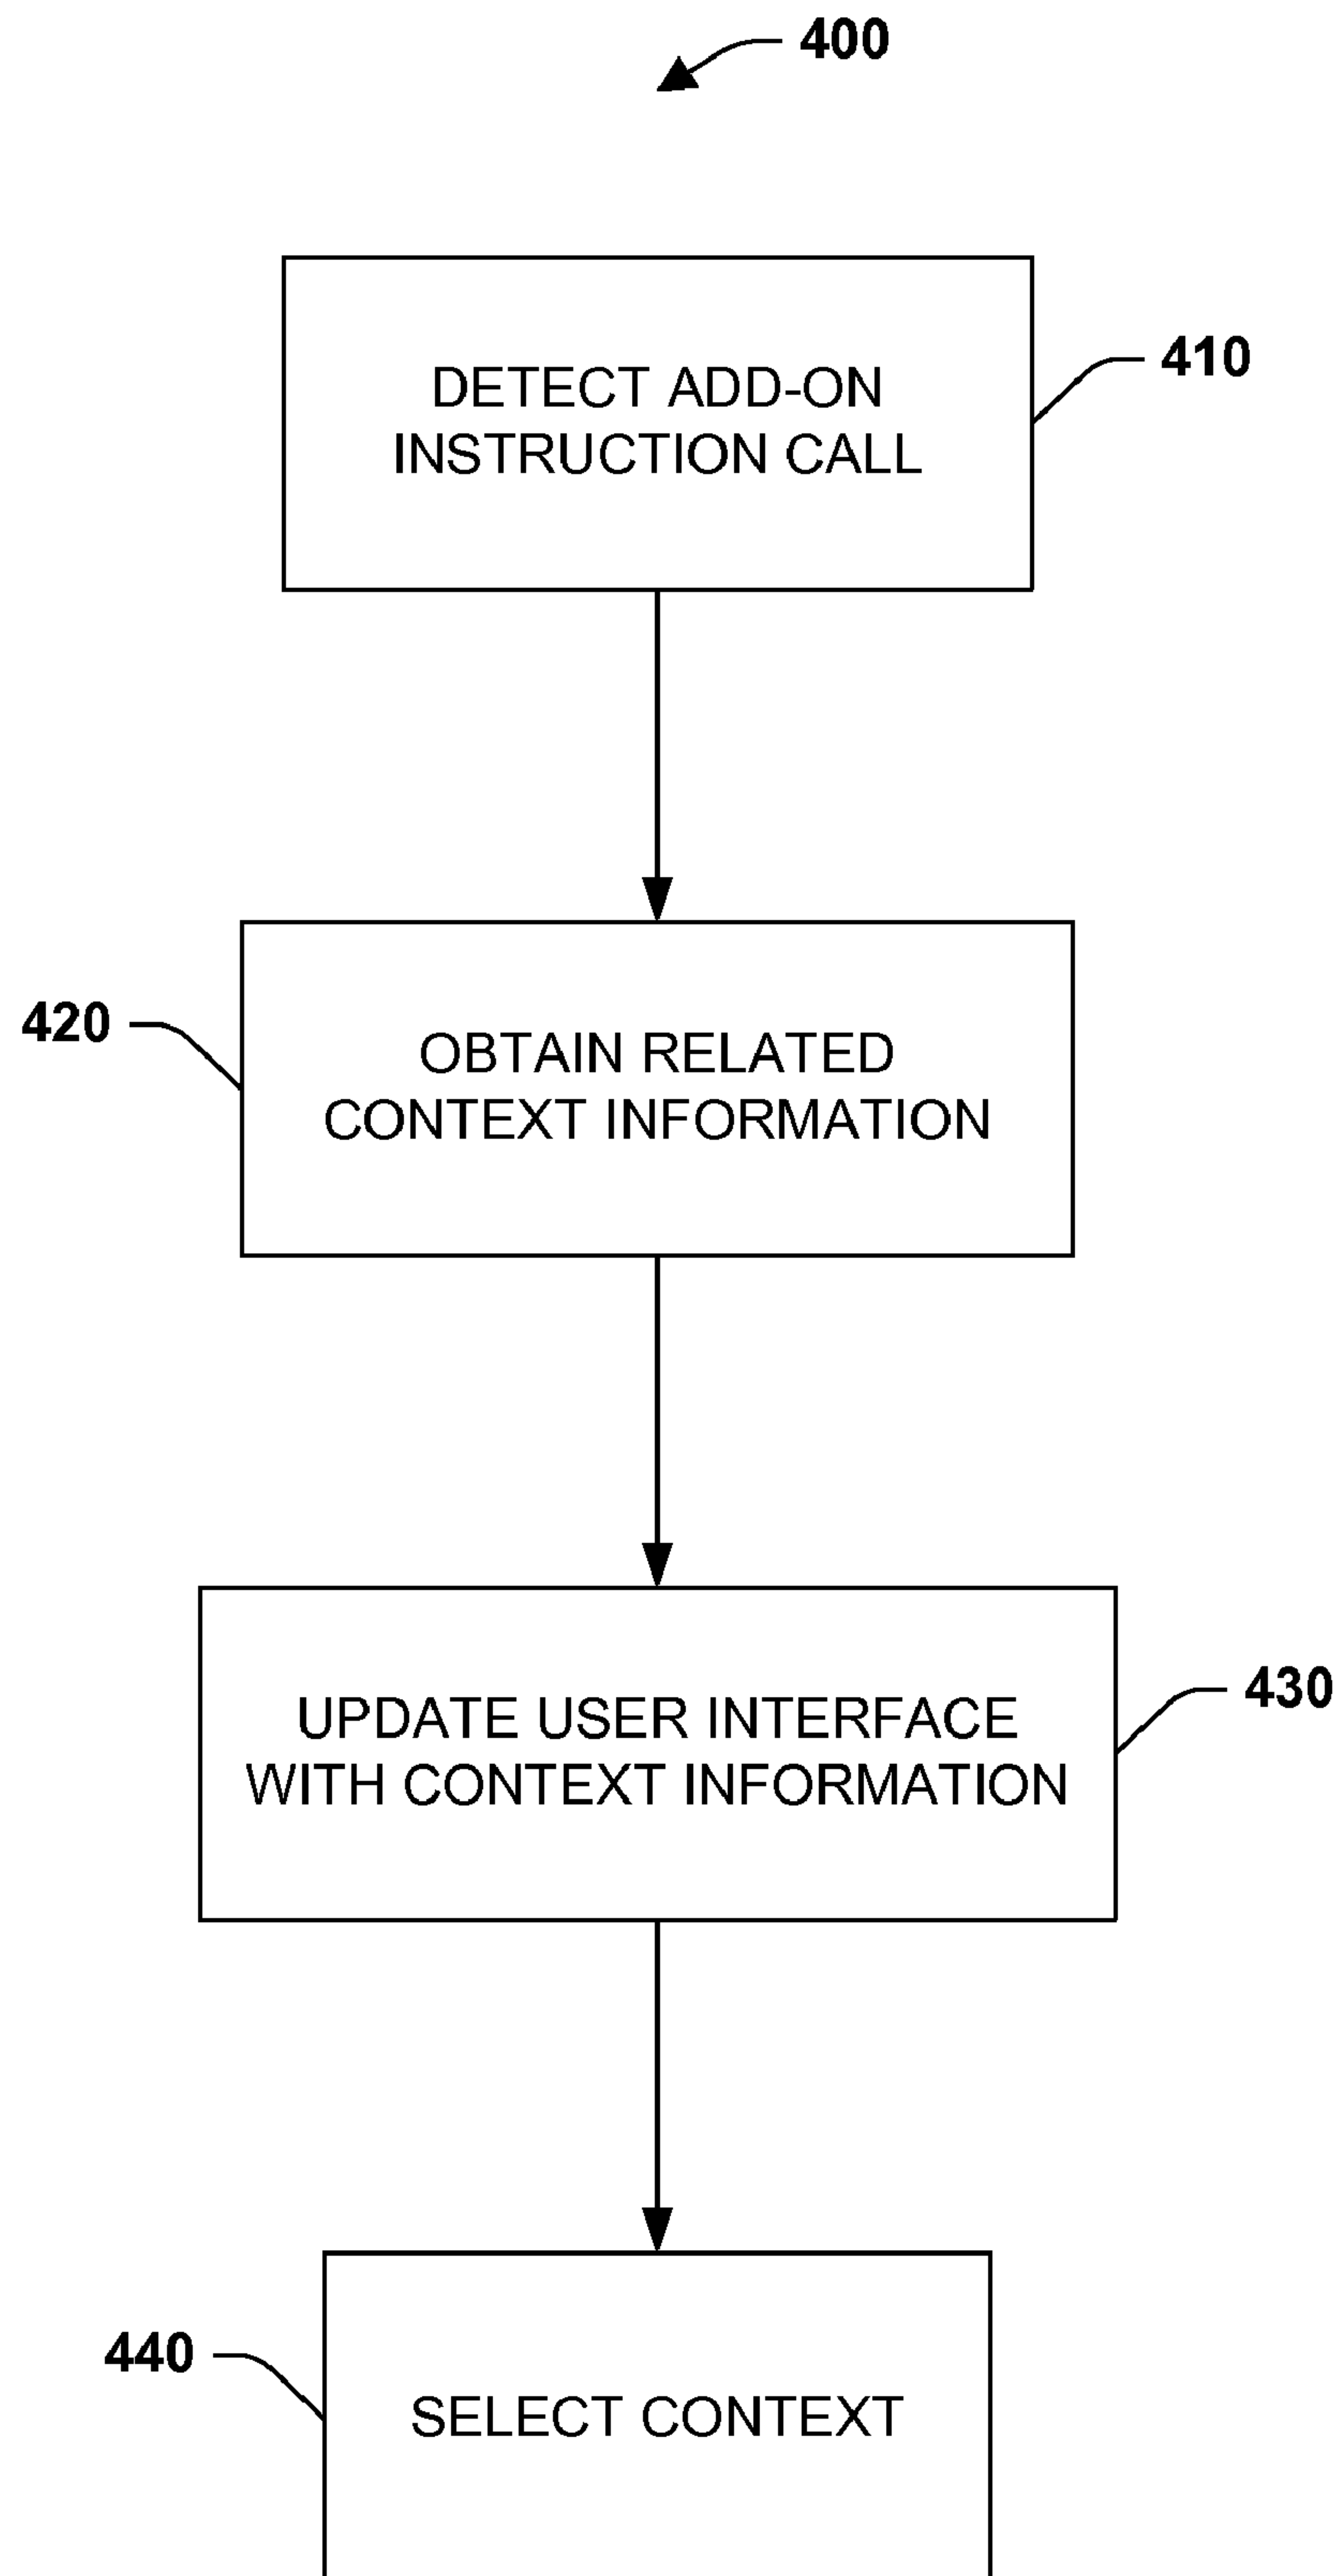 400
DETECT ADD-ON
INSTRUCTION CALL
410
420
OBTAIN RELATED
CONTEXT INFORMATION
UPDATE USER INTERFACE
WITH CONTEXT INFORMATION
430
440
SELECT CONTEXT